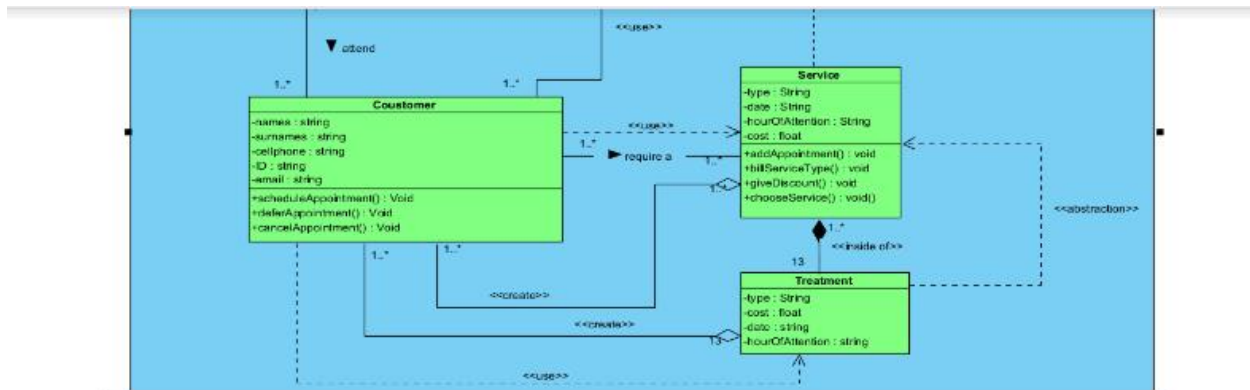 <<use>>
attend
1..*
1..*
Coustomer
-names : string
-surnames : string
-cellphone : string
-ID : string
-email : string
+scheduleAppointment() : Void
+deferAppointment() : Void
+cancelAppointment() : Void
<<use>>
1..*
require a
1..*
1..*
Service
-type : String
-date : String
-hourOfAttention : String
-cost : float
+addAppointment() : void
+billServiceType() : void
+giveDiscount() : void
+chooseService() : void()
<<abstraction>>
1..*
<<inside of>>
13
1..*
1..*
<<create>>
<<create>>
13
Treatment
-type : String
-cost : float
-date : string
-hourOfAttention : string
<<use>>